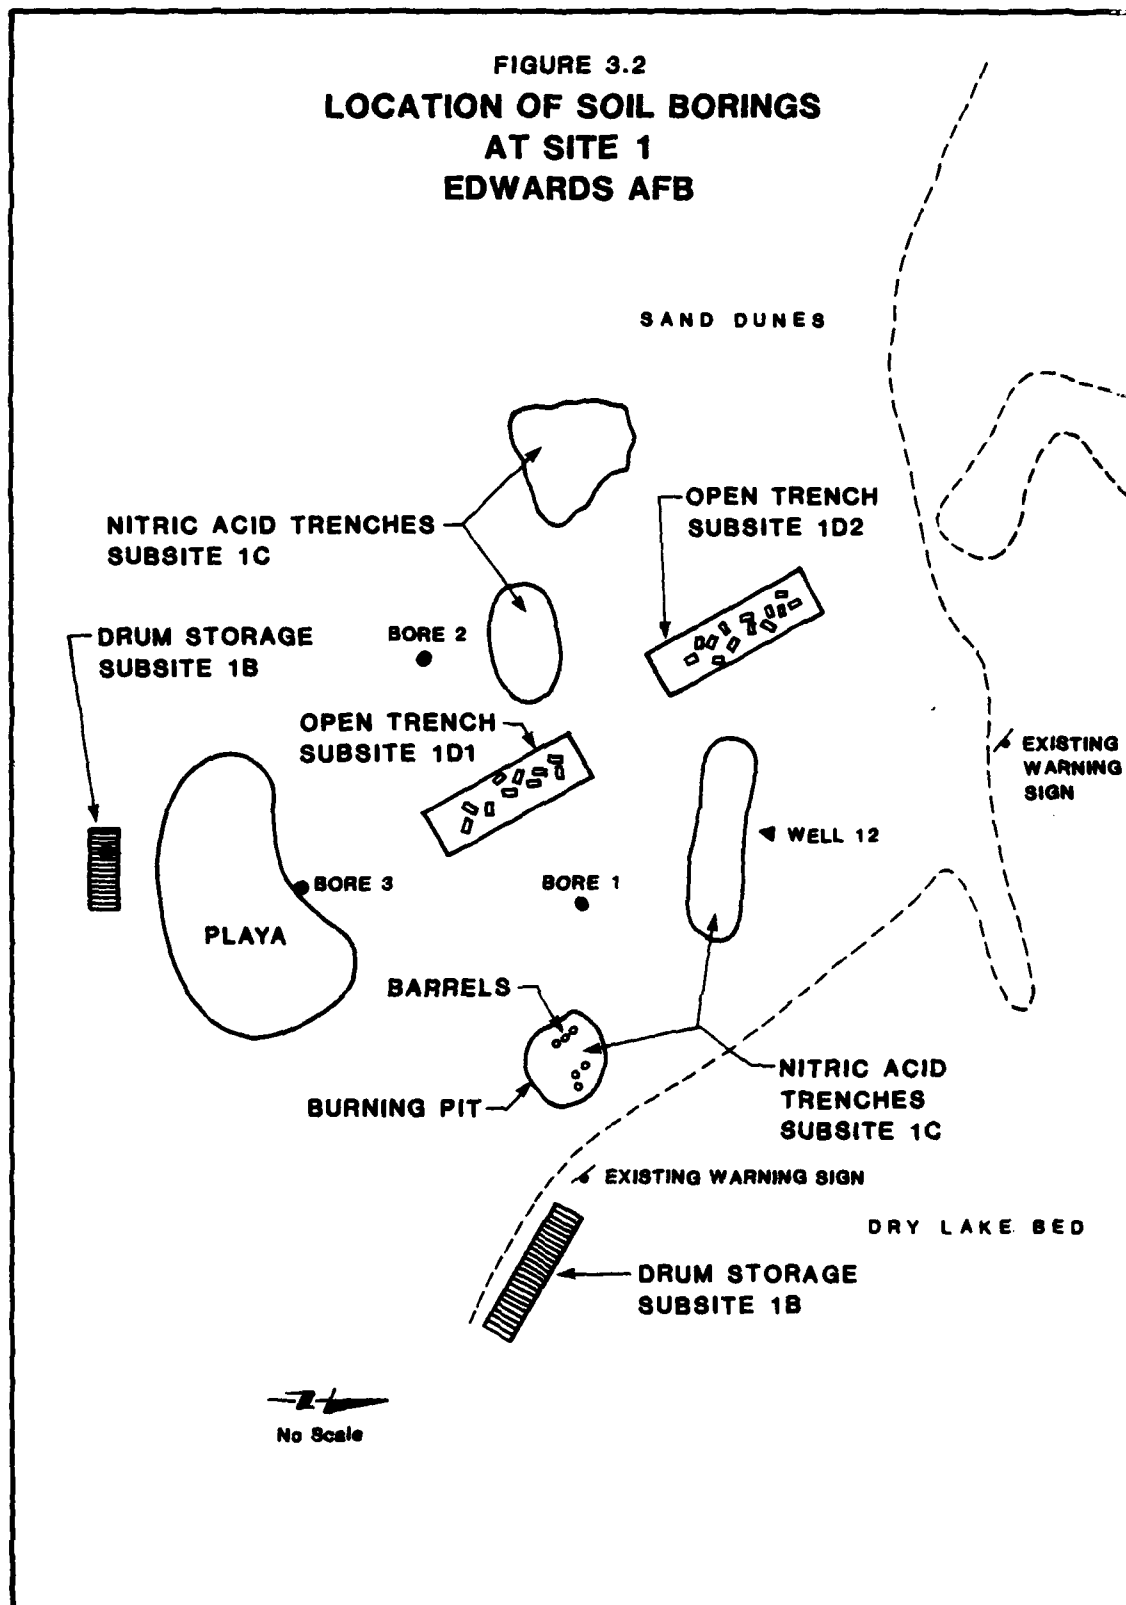 FIGURE 3.2
LOCATION OF SOIL BORINGS
AT SITE 1
EDWARDS AFB
SAND DUNES
OPEN TRENCH
SUBSITE 1D2
NITRIC ACID TRENCHES
SUBSITE 1C
DRUM STORAGE
SUBSITE 1B
BORE 2
OPEN TRENCH
SUBSITE 1D1
EXISTING
WARNING
SIGN
WELL 12
BORE 3
BORE 1
PLAYA
BARRELS
BURNING PIT
NITRIC ACID
TRENCHES
SUBSITE 1C
EXISTING WARNING SIGN
DRY LAKE BED
DRUM STORAGE
SUBSITE 1B
Z
No Scale